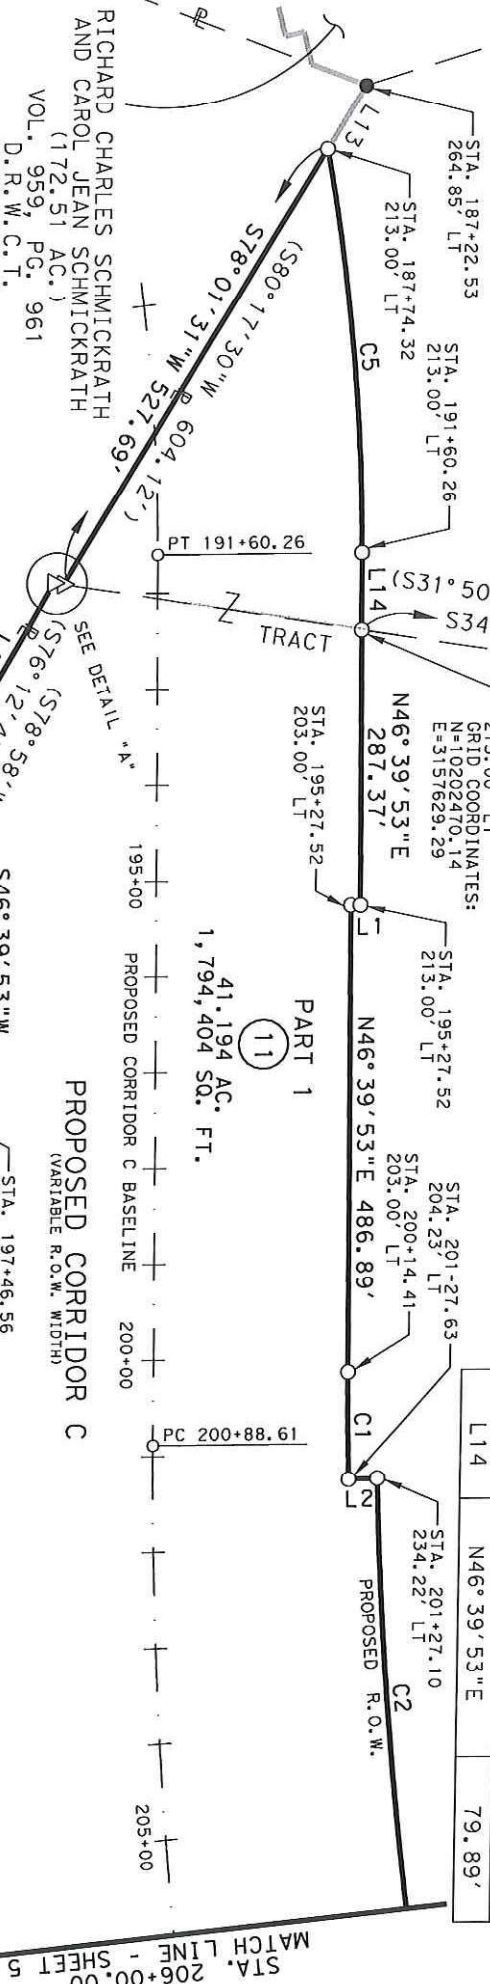 STA. 187+22.53
264.85' LT
L13
STA. 187+74.32
213.00' LT
C5
STA. 191+60.26
213.00' LT
L14
(S31°50
S34
TRACT
GRID COORDINATES:
N=10202470.14
E=3157629.29
N46°39'53"E
287.37'
STA. 195+27.52
203.00' LT
L1
STA. 195+27.52
213.00' LT
N46°39'53"E 486.89'
STA. 200+14.41
203.00' LT
STA. 201-27.63
204.23' LT
C1
L2
STA. 201+27.10
234.22' LT
PROPOSED R.O.W.
C2
L14 N46°39'53"E 79.89'
RICHARD CHARLES SCHMICKRATH
AND CAROL JEAN SCHMICKRATH
(172.51 AC.)
VOL. 959, PG. 961
D.R.W.C.T.
(S80°17'30"W 604.12')
S78°01'31"W 527.69'
PT 191+60.26
SEE DETAIL "A"
(S78°58'
(S76°12'
195+00
PROPOSED CORRIDOR C BASELINE
200+00
PC 200+88.61
205+00
PART 1
11
41.194 AC.
1,794,404 SQ. FT.
PROPOSED CORRIDOR C
(VARIABLE R.O.W. WIDTH)
S46°39'53"W
STA. 197+46.56
STA. 206+00.00
MATCH LINE - SHEET 5